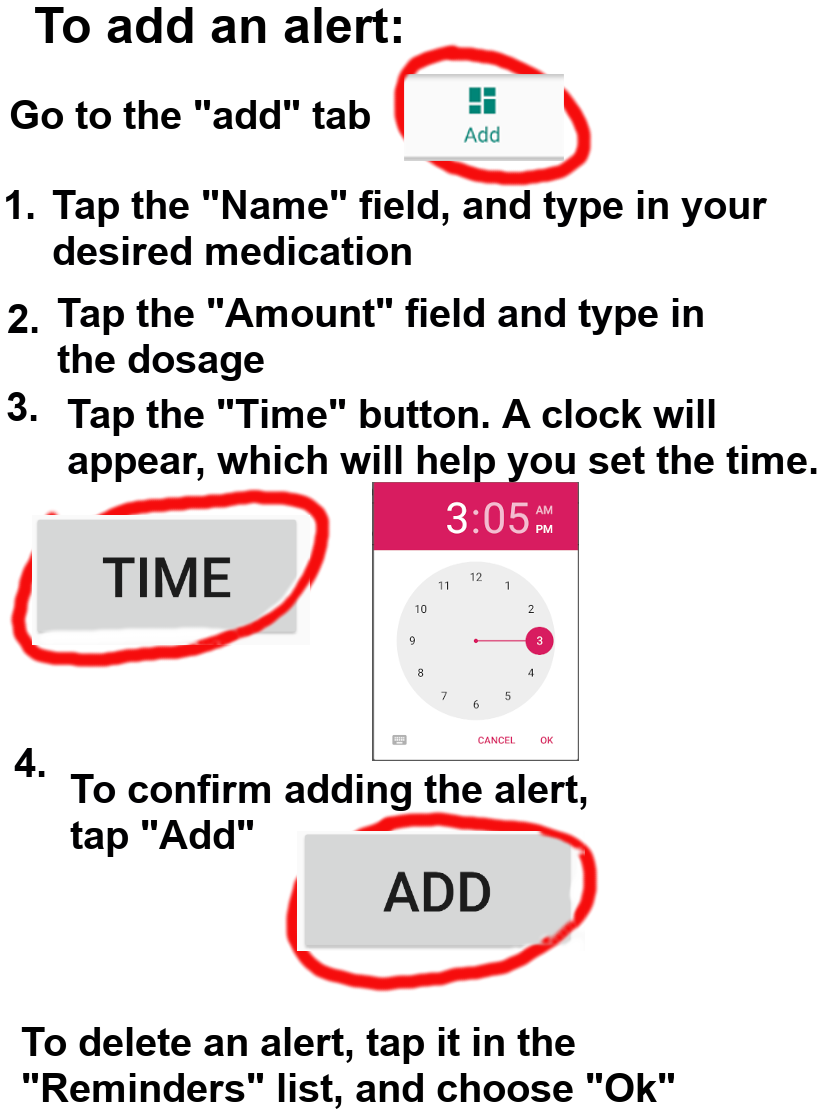 To add an alert:
Go to the "add" tab
Add
1. Tap the "Name" field, and type in your
desired medication
2. Tap the "Amount" field and type in
the dosage
3. Tap the "Time" button. A clock will
appear, which will help you set the time.
TIME
3:05 AM
PM
12
11 1
10 2
9 3
8 4
7 5
6
CANCEL OK
4. To confirm adding the alert,
tap "Add"
ADD
To delete an alert, tap it in the
"Reminders" list, and choose "Ok"